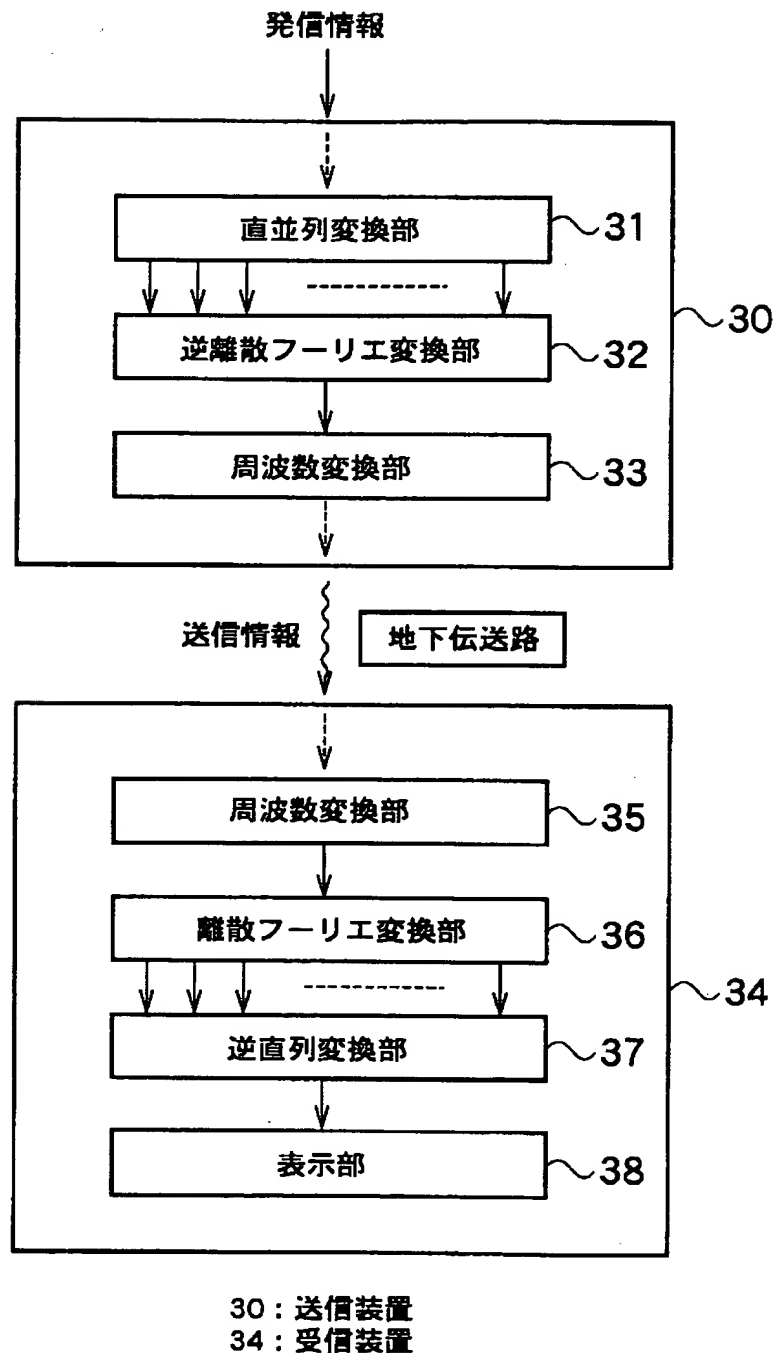 発信情報
直並列変換部
31
逆離散フーリエ変換部
32
30
周波数変換部
33
送信情報
地下伝送路
周波数変換部
35
離散フーリエ変換部
36
34
逆直列変換部
37
表示部
38
30:送信装置
34:受信装置